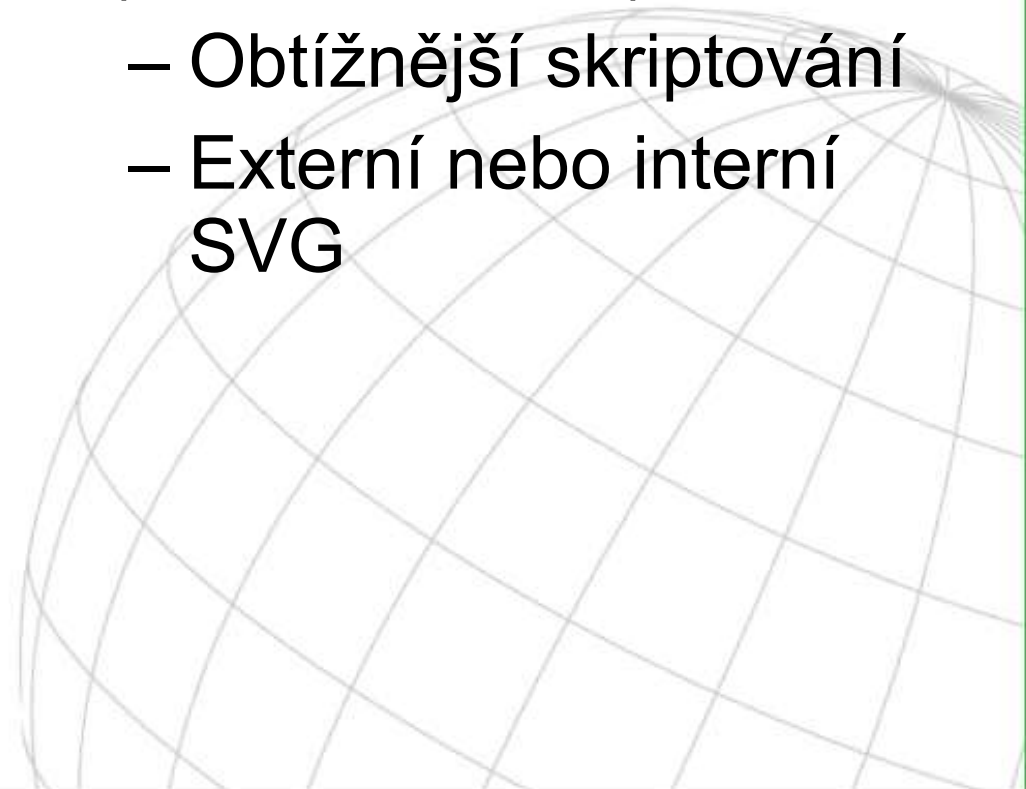 – Obtížnější skriptování
– Externí nebo interní
SVG